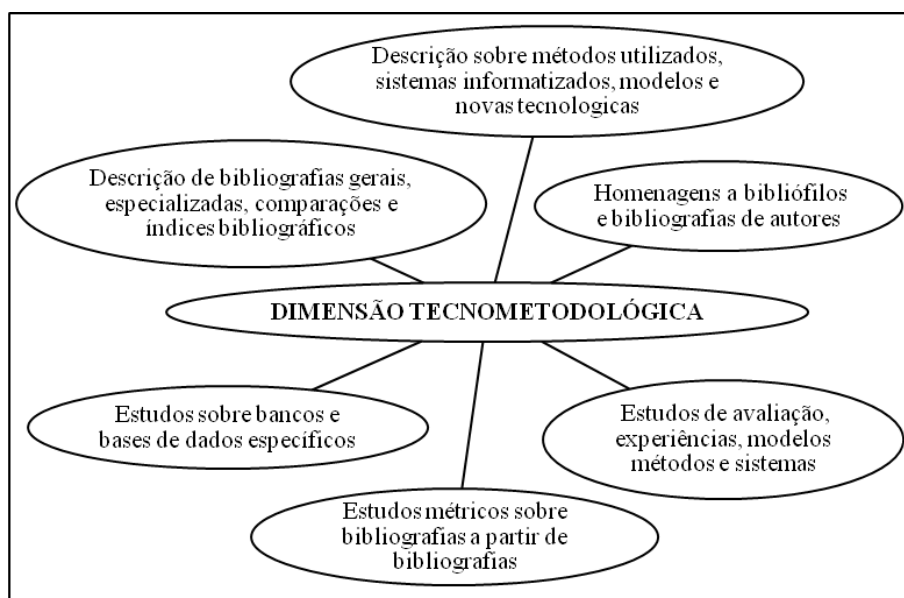 Descrição sobre métodos utilizados,
sistemas informatizados, modelos e
novas tecnologicas
Descrição de bibliografias gerais,
especializadas, comparações e
índices bibliográficos
Homenagens a bibliófilos
e bibliografias de autores
DIMENSÃO TECNOMETODOLÓGICA
Estudos sobre bancos e
bases de dados específicos
Estudos de avaliação,
experiências, modelos
métodos e sistemas
Estudos métricos sobre
bibliografias a partir de
bibliografias